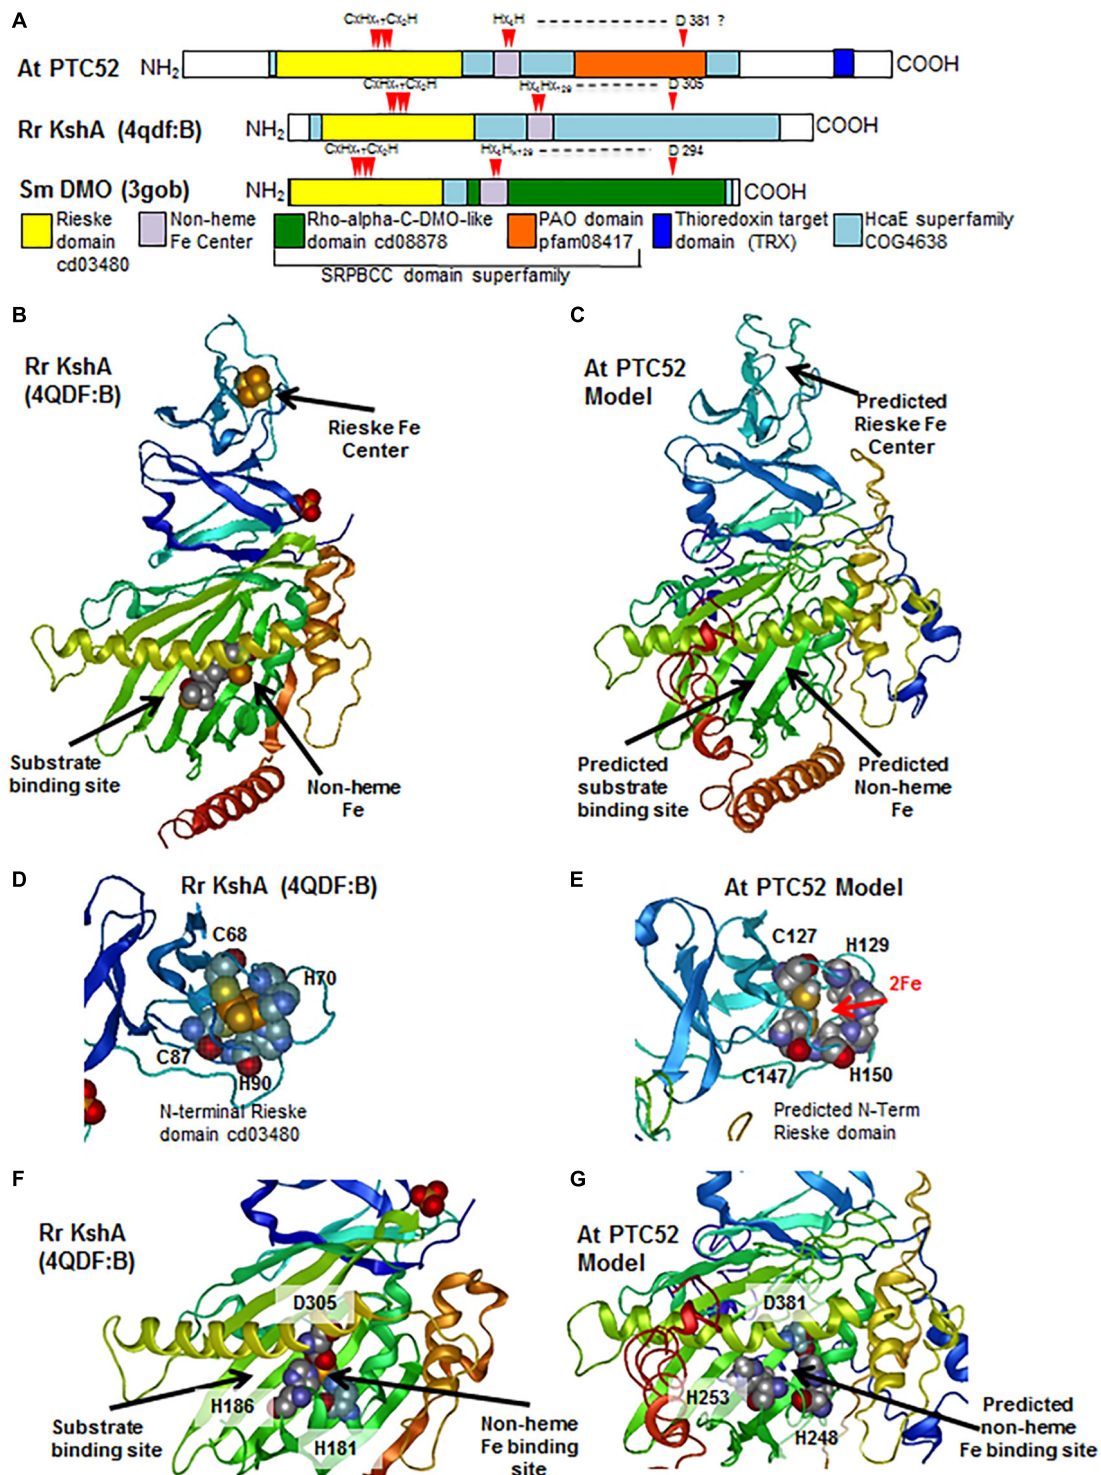 A
CxHx₁₇Cx₂H
Hx₄H
D 381 ?
At PTC52
NH₂
COOH
CxHx₁₇Cx₂H
Hx₄Hx₁₂₉
D 305
Rr KshA (4qdf:B)
NH₂
COOH
CxHx₁₇Cx₂H
Hx₄Hx₁₂₉
D 294
Sm DMO (3gob)
NH₂
COOH
Rieske
domain
cd03480
Non-heme
Fe Center
Rho-alpha-C-DMO-like
domain cd08878
PAO domain
pfam08417
Thioredoxin target
domain (TRX)
HcaE superfamily
COG4638
SRPBCC domain superfamily
B
Rr KshA
(4QDF:B)
Rieske Fe
Center
Substrate
binding site
Non-heme
Fe
C
At PTC52
Model
Predicted
Rieske Fe
Center
Predicted
substrate
binding site
Predicted
Non-heme
Fe
D
Rr KshA (4QDF:B)
C68
H70
C87
H90
N-terminal Rieske
domain cd03480
E
At PTC52 Model
C127
H129
2Fe
C147
H150
Predicted N-Term
Rieske domain
F
Rr KshA
(4QDF:B)
D305
H186
H181
Substrate
binding site
Non-heme
Fe binding
site
G
At PTC52
Model
D381
H253
H248
Predicted
non-heme
Fe binding site